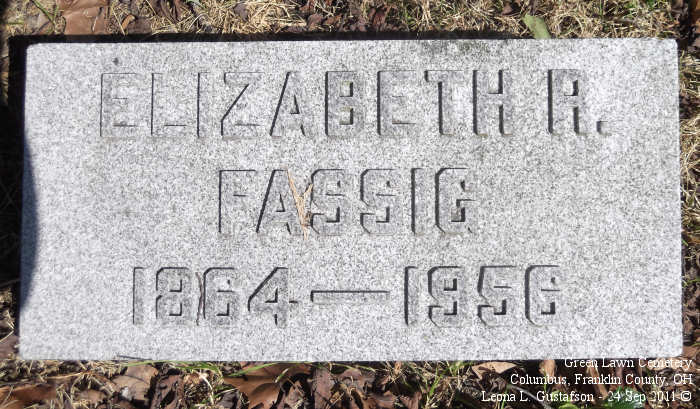 ELIZABETH R.
FASSIG
1864 — 1956
Green Lawn Cemetery
Columbus, Franklin County, OH
Leona L. Gustafson - 24 Sep 2011 ©